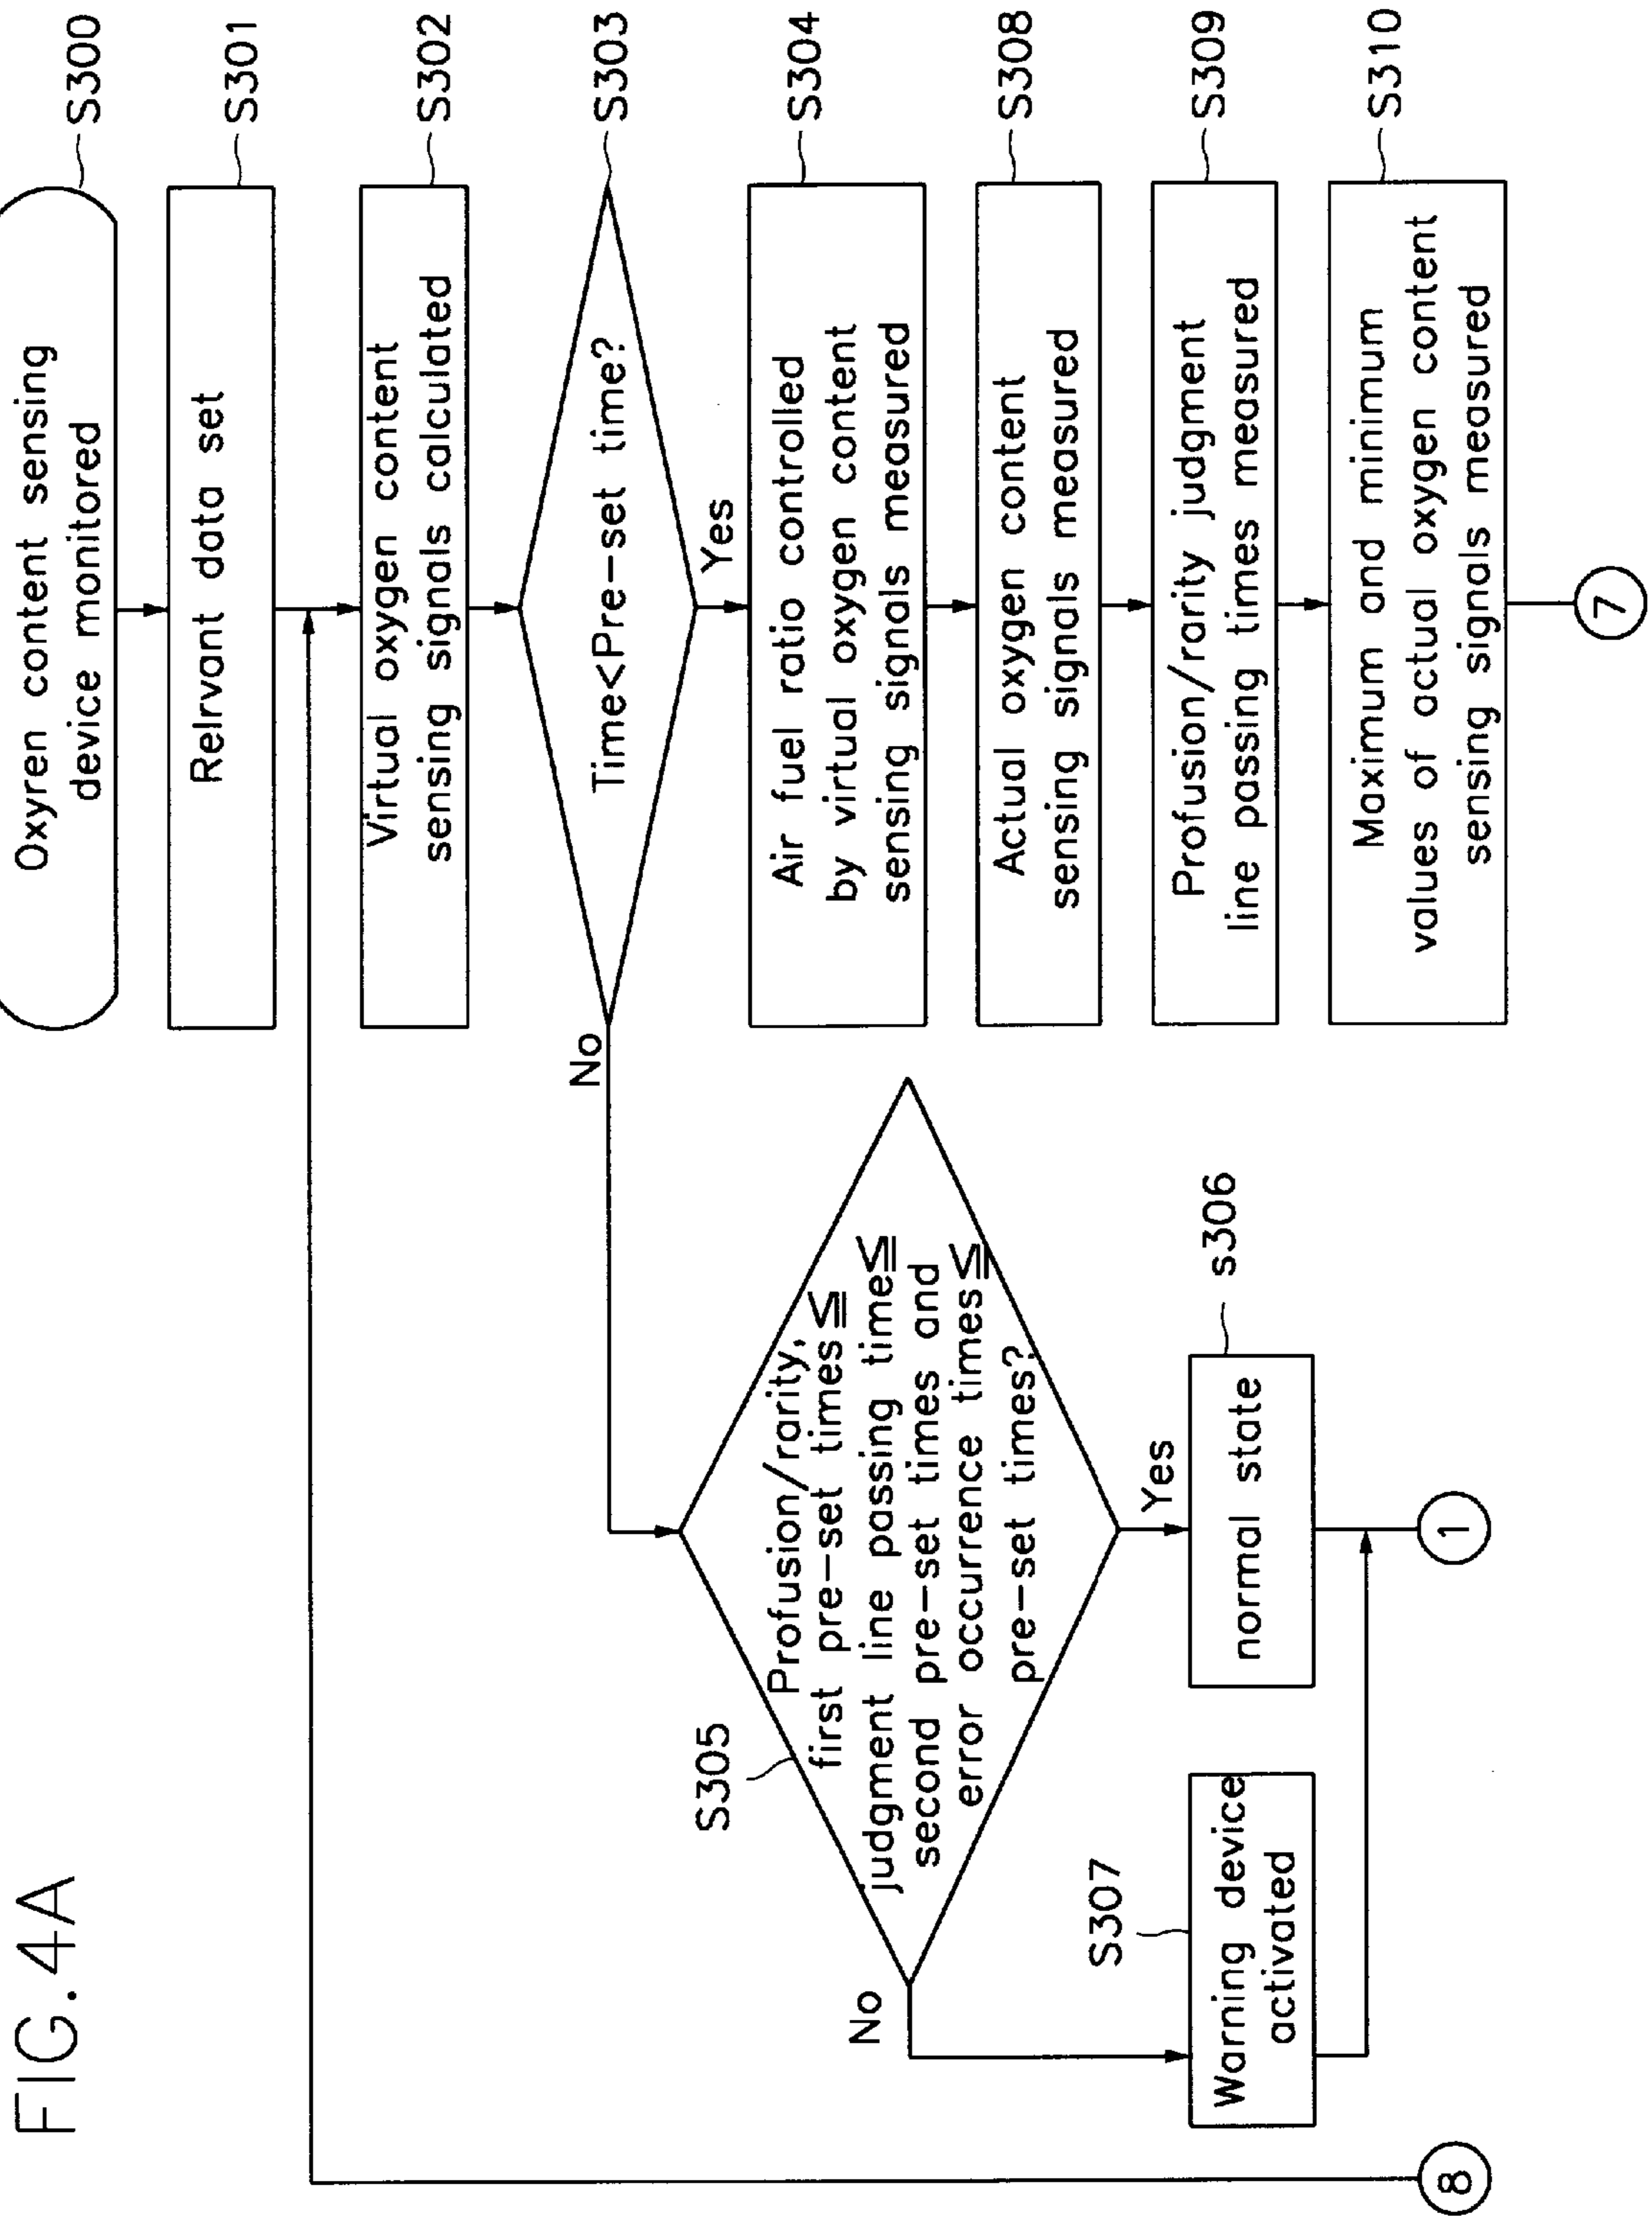 FIG.4A
Oxyren content sensing
device monitored
S300
Relrvant data set
S301
Virtual oxygen content
sensing signals calculated
S302
Time<Pre-set time?
S303
No
Yes
Air fuel ratio controlled
by virtual oxygen content
sensing signals measured
S304
Actual oxygen content
sensing signals measured
S308
Profusion/rarity judgment
line passing times measured
S309
Maximum and minimum
values of actual oxygen content
sensing signals measured
S310
7
S305
Profusion/rarity,
first pre-set times≦
judgment line passing time≦
second pre-set times and
error occurrence times≦
pre-set times?
No
Yes
S307
Warning device
activated
s306
normal state
1
8